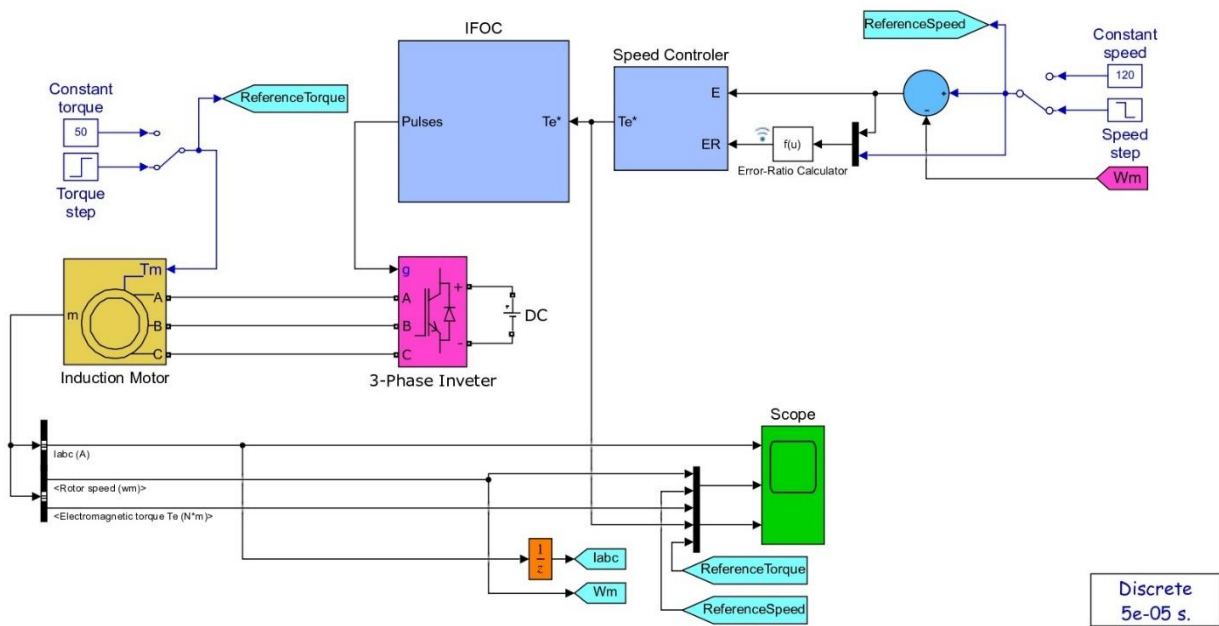 IFOC
Speed Controler
ReferenceSpeed
Constant
speed
120
Speed
step
Constant
torque
50
Torque
step
ReferenceTorque
Pulses
Te*
Te*
E
ER
f(u)
Error-Ratio Calculator
+
-
Wm
Tm
m
A
B
C
Induction Motor
g
A
B
C
+
-
DC
3-Phase Inveter
Scope
Iabc (A)
<Rotor speed (wm)>
<Electromagnetic torque Te (N*m)>
1
z
Iabc
Wm
ReferenceTorque
ReferenceSpeed
Discrete
5e-05 s.